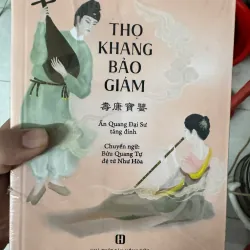 THỌ
KHANG
BẢO
GIÁM
壽康寶鑒
Ấn Quang Đại Sư
tăng đính
Chuyển ngữ:
Bửu Quang Tự
đệ tử Như Hòa